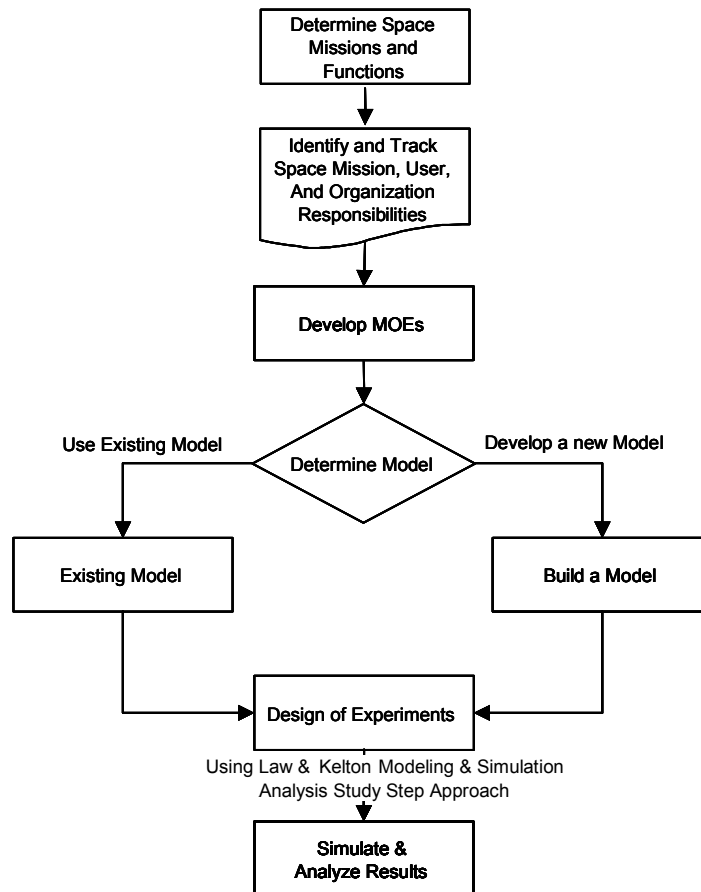 Determine Space
Missions and
Functions
Identify and Track
Space Mission, User,
And Organization
Responsibilities
Develop MOEs
Use Existing Model
Develop a new Model
Determine Model
Existing Model
Build a Model
Design of Experiments
Using Law & Kelton Modeling & Simulation
Analysis Study Step Approach
Simulate &
Analyze Results